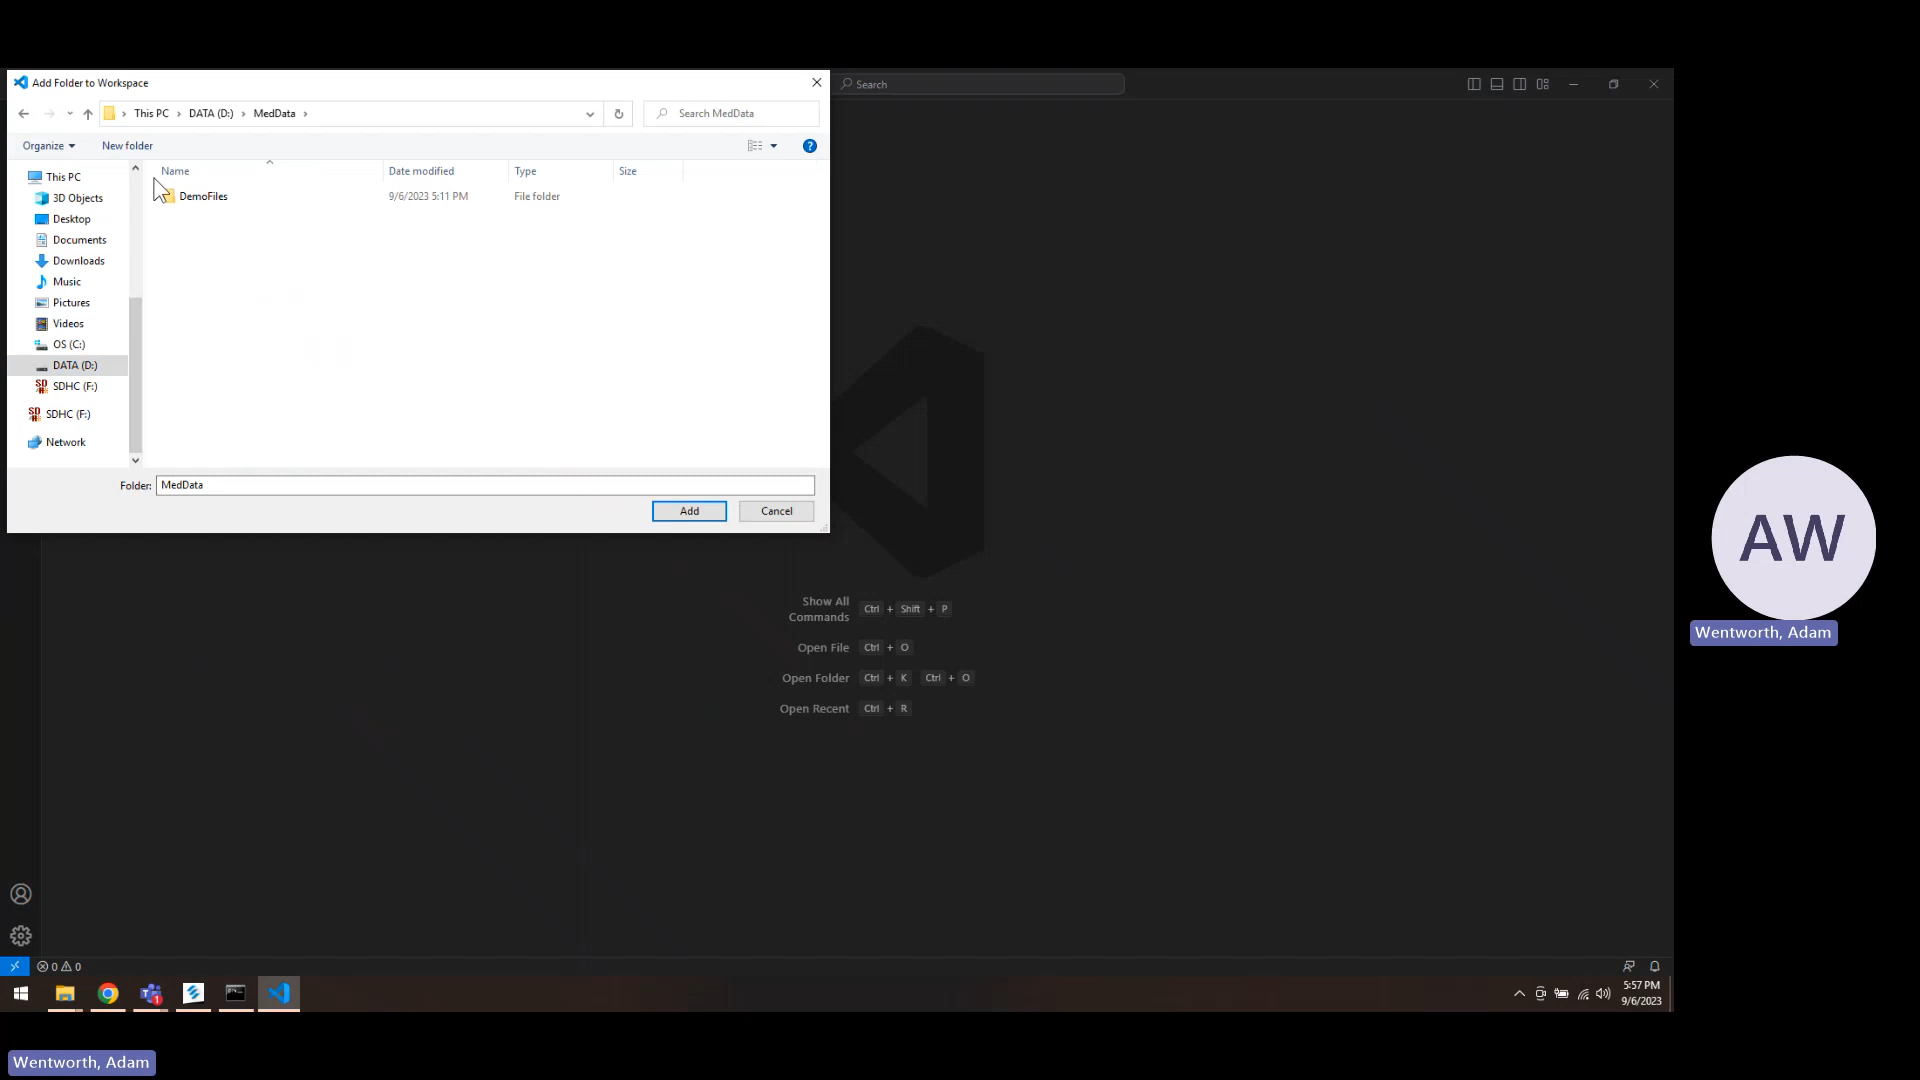 Add Folder to Workspace
Search
This PC
DATA (D:)
MedData
Search MedData
Organize
New folder
Name
Date modified
Type
Size
This PC
DemoFiles
9/6/2023 5:11 PM
File folder
3D Objects
Desktop
Documents
Downloads
Music
Pictures
Videos
OS (C:)
DATA (D:)
SDHC (F:)
SDHC (F:)
Network
Folder:
MedData
Add
Cancel
Show All Commands Ctrl + Shift + P
Open File Ctrl + O
Open Folder Ctrl + K Ctrl + O
Open Recent Ctrl + R
AW
Wentworth, Adam
0 0
5:57 PM
9/6/2023
Wentworth, Adam